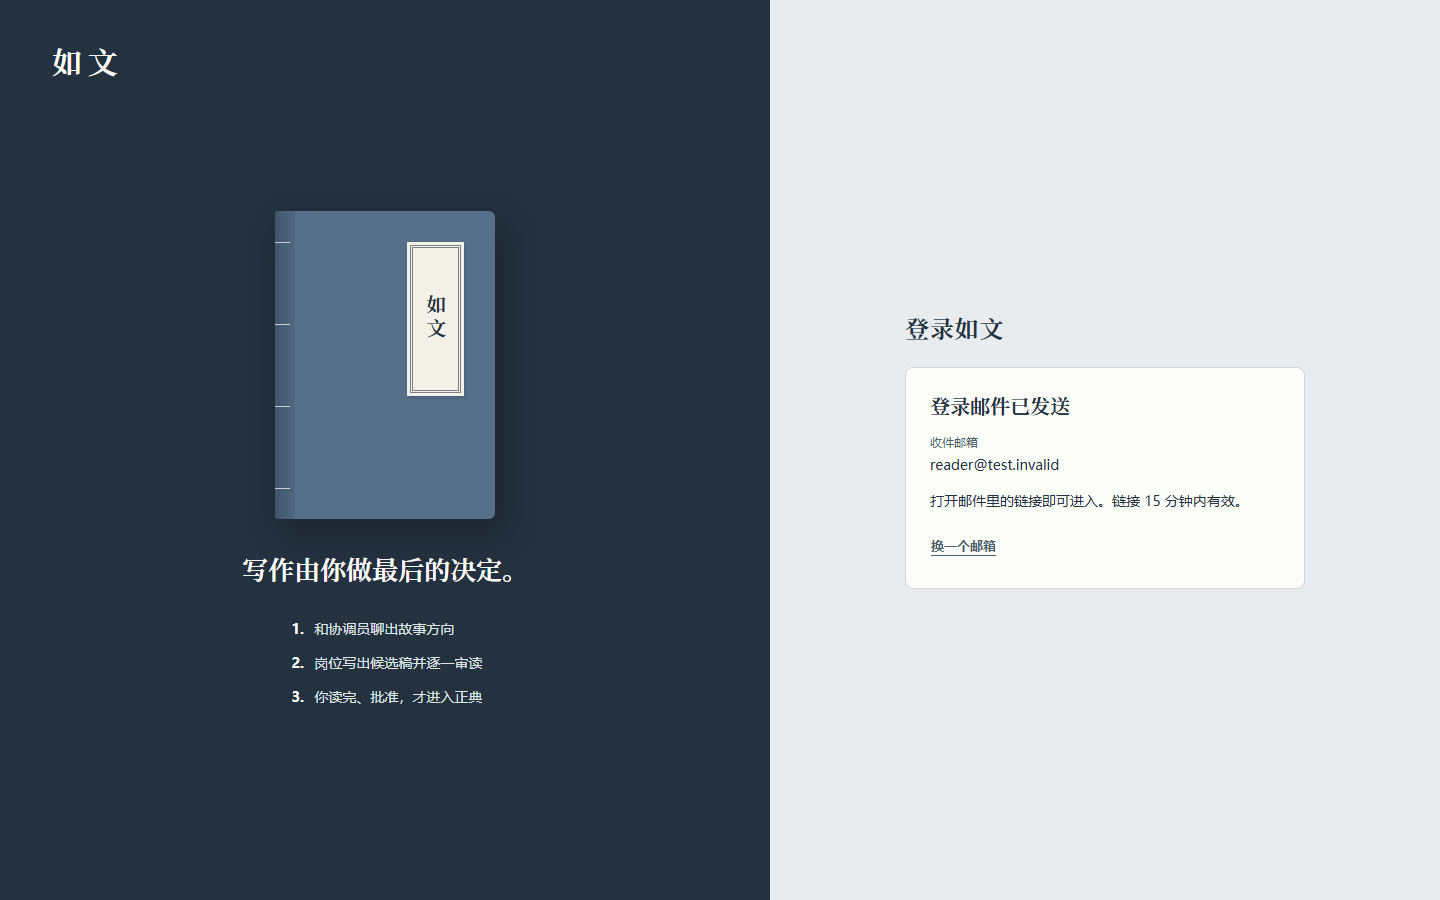 如文
如
文
写作由你做最后的决定。
1. 和协调员聊出故事方向
2. 岗位写出候选稿并逐一审读
3. 你读完、批准，才进入正典
登录如文
登录邮件已发送
收件邮箱
reader@test.invalid
打开邮件里的链接即可进入。链接 15 分钟内有效。
换一个邮箱